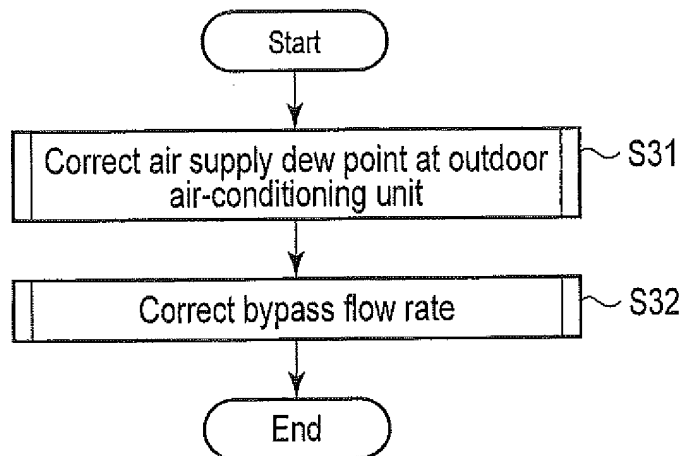 Start
Correct air supply dew point at outdoor
air-conditioning unit
S31
Correct bypass flow rate
S32
End